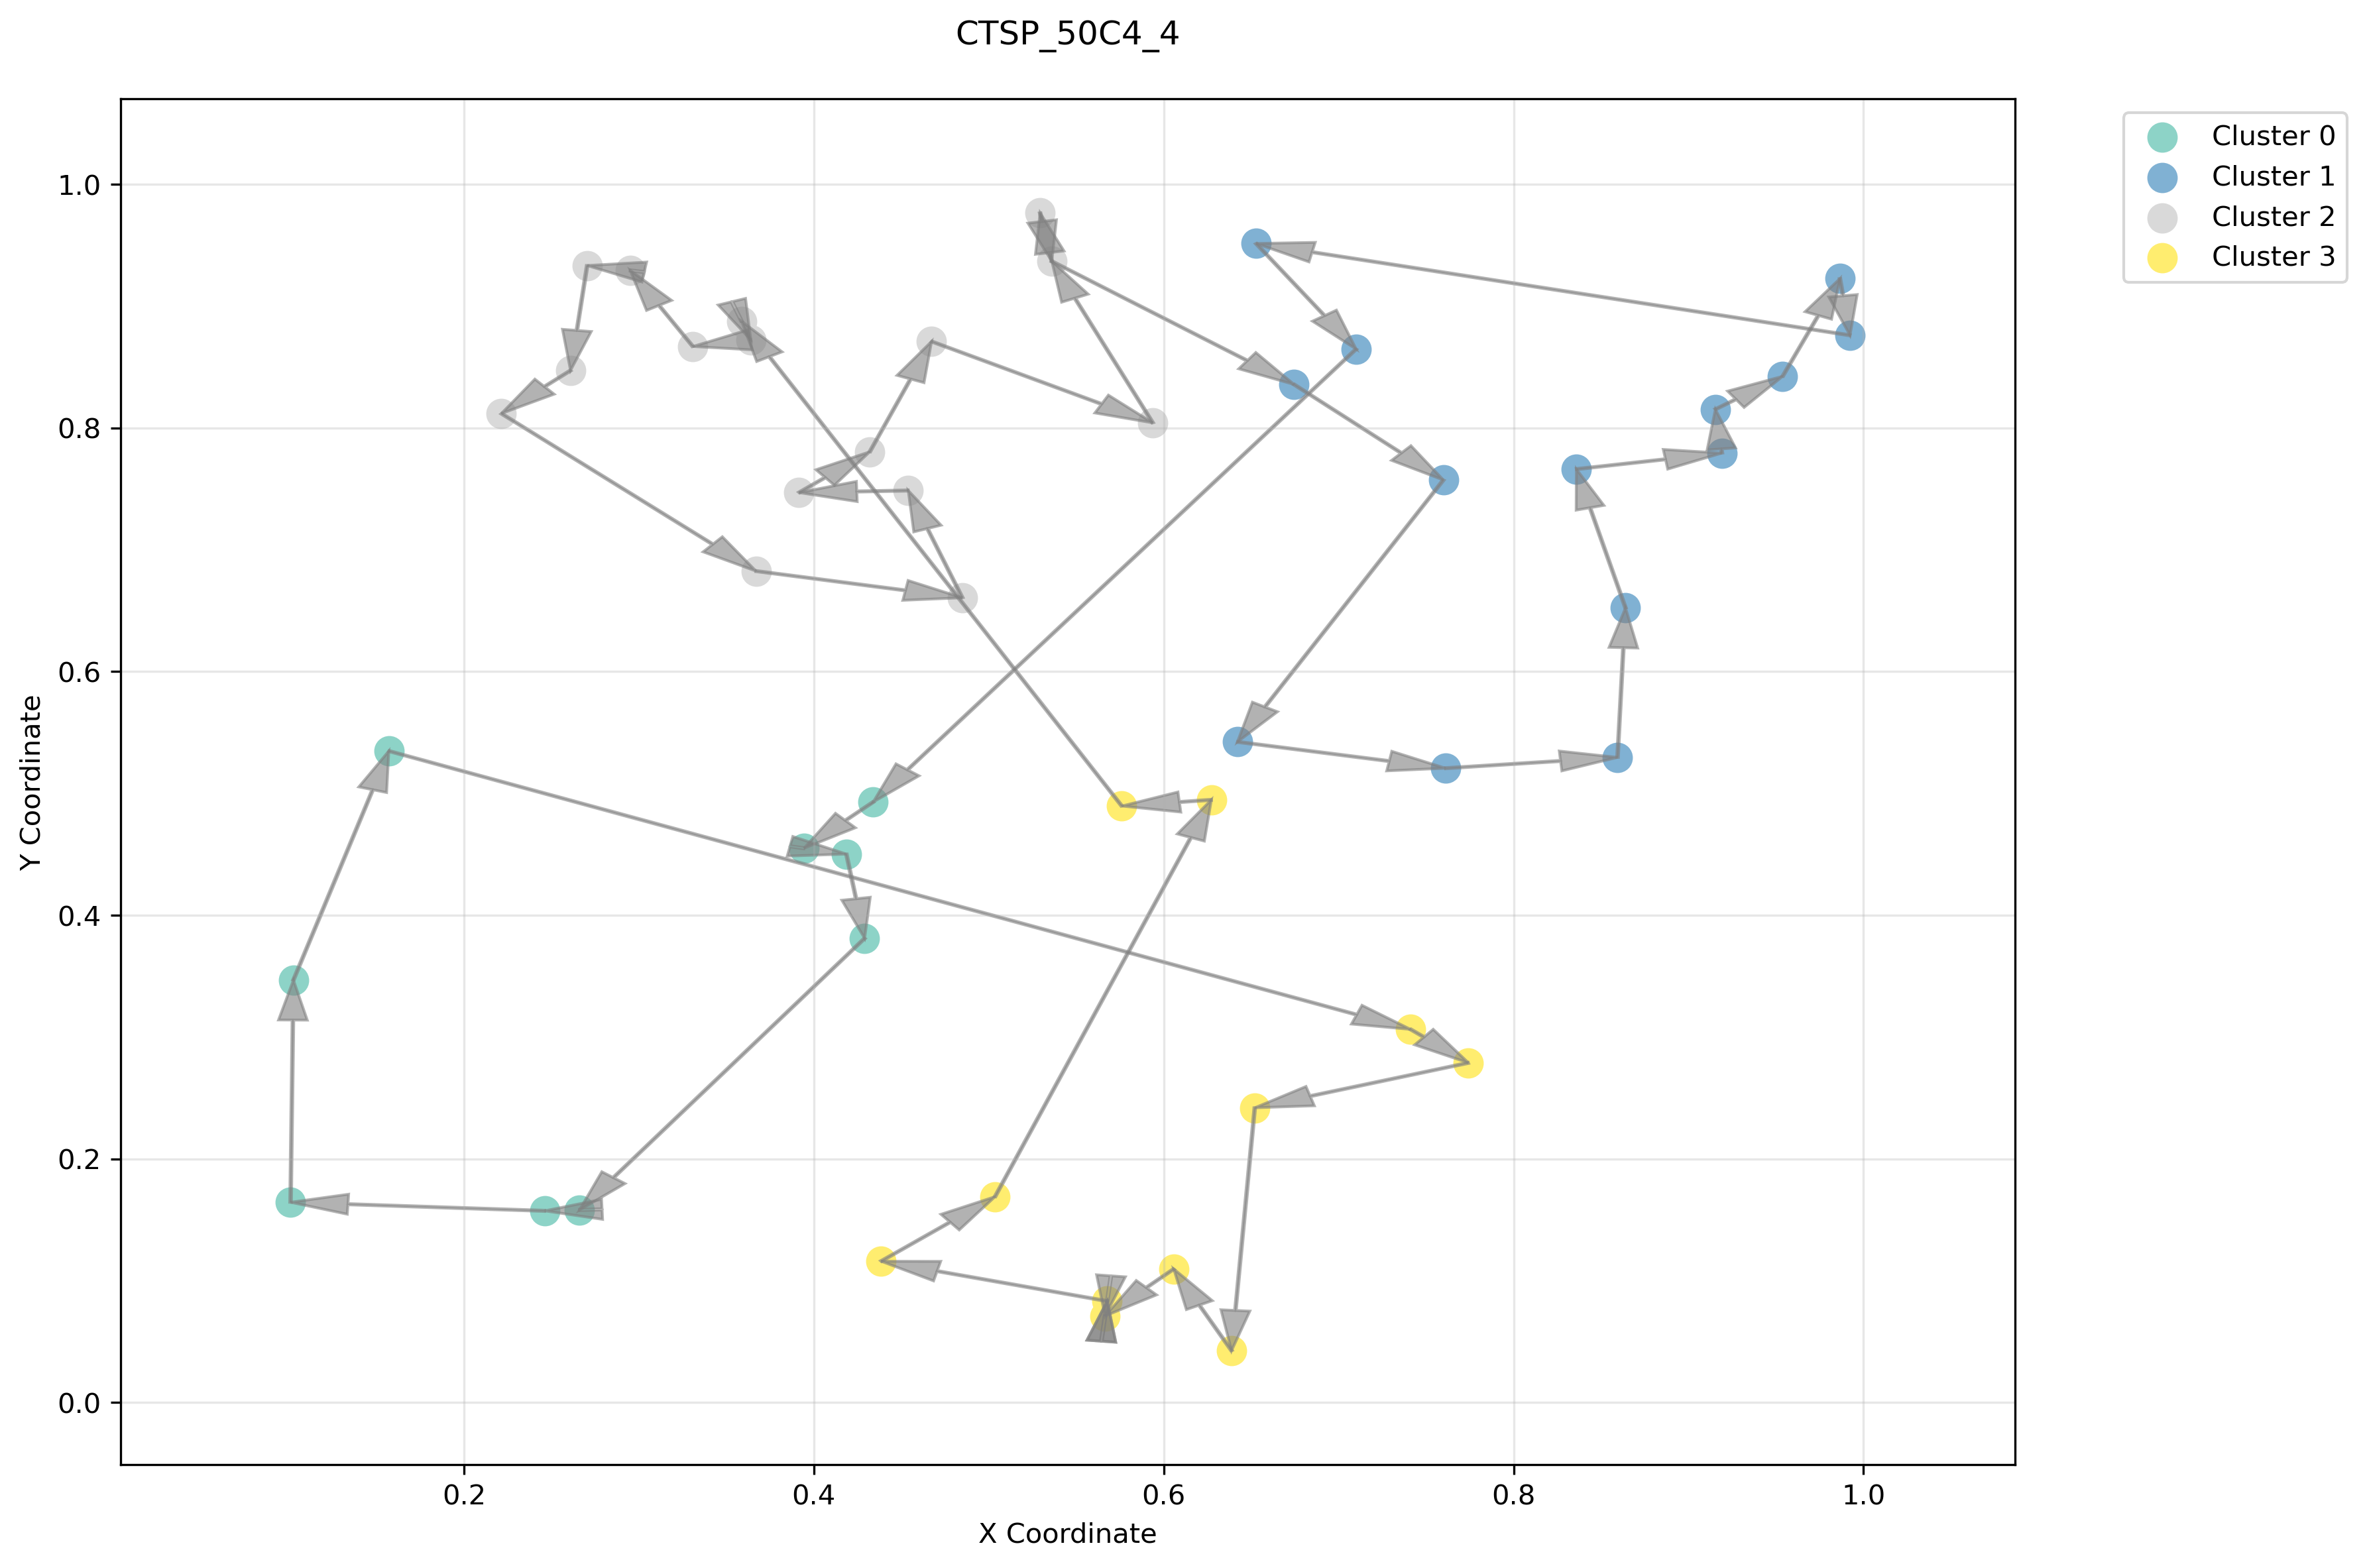 CTSP_50C4_4
Cluster 0
Cluster 1
Cluster 2
Cluster 3
1.0
0.8
0.6
0.4
0.2
0.0
Y Coordinate
0.2 0.4 0.6 0.8 1.0
X Coordinate